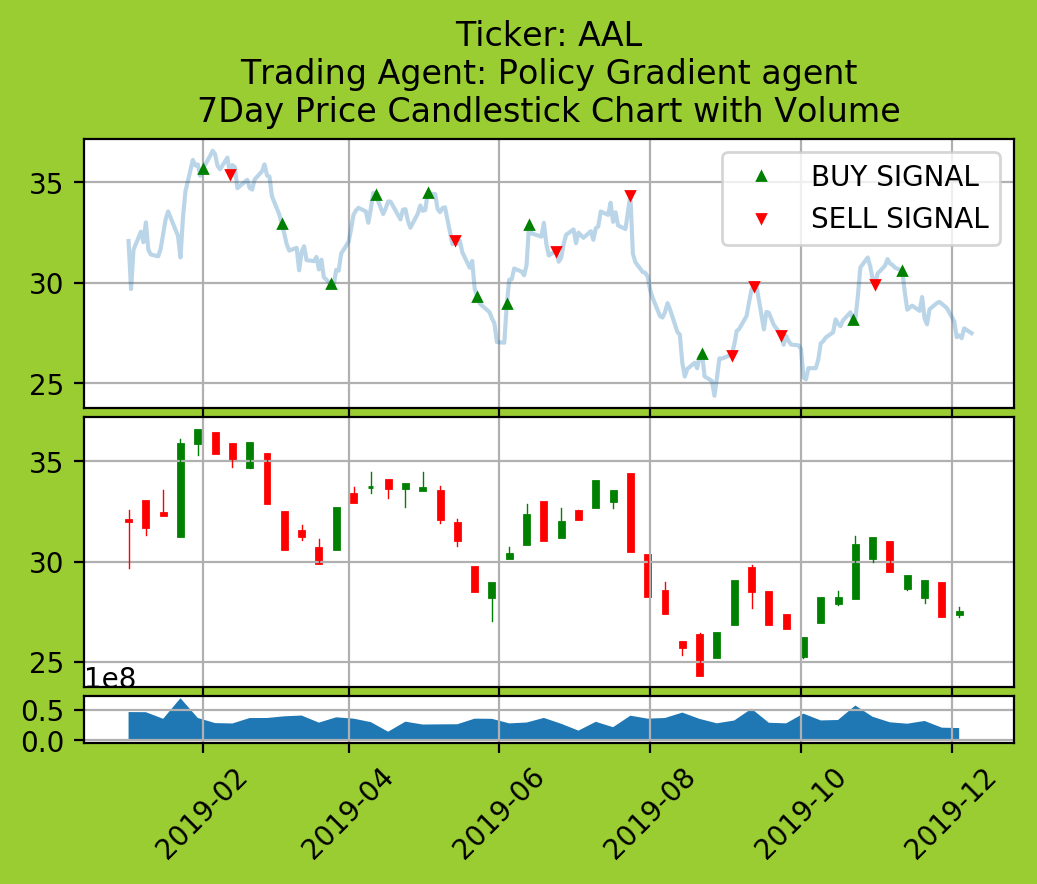 Ticker: AAL
Trading Agent: Policy Gradient agent
7Day Price Candlestick Chart with Volume
BUY SIGNAL
SELL SIGNAL
35
30
25
35
30
25
1e8
0.5
0.0
2019-02
2019-04
2019-06
2019-08
2019-10
2019-12